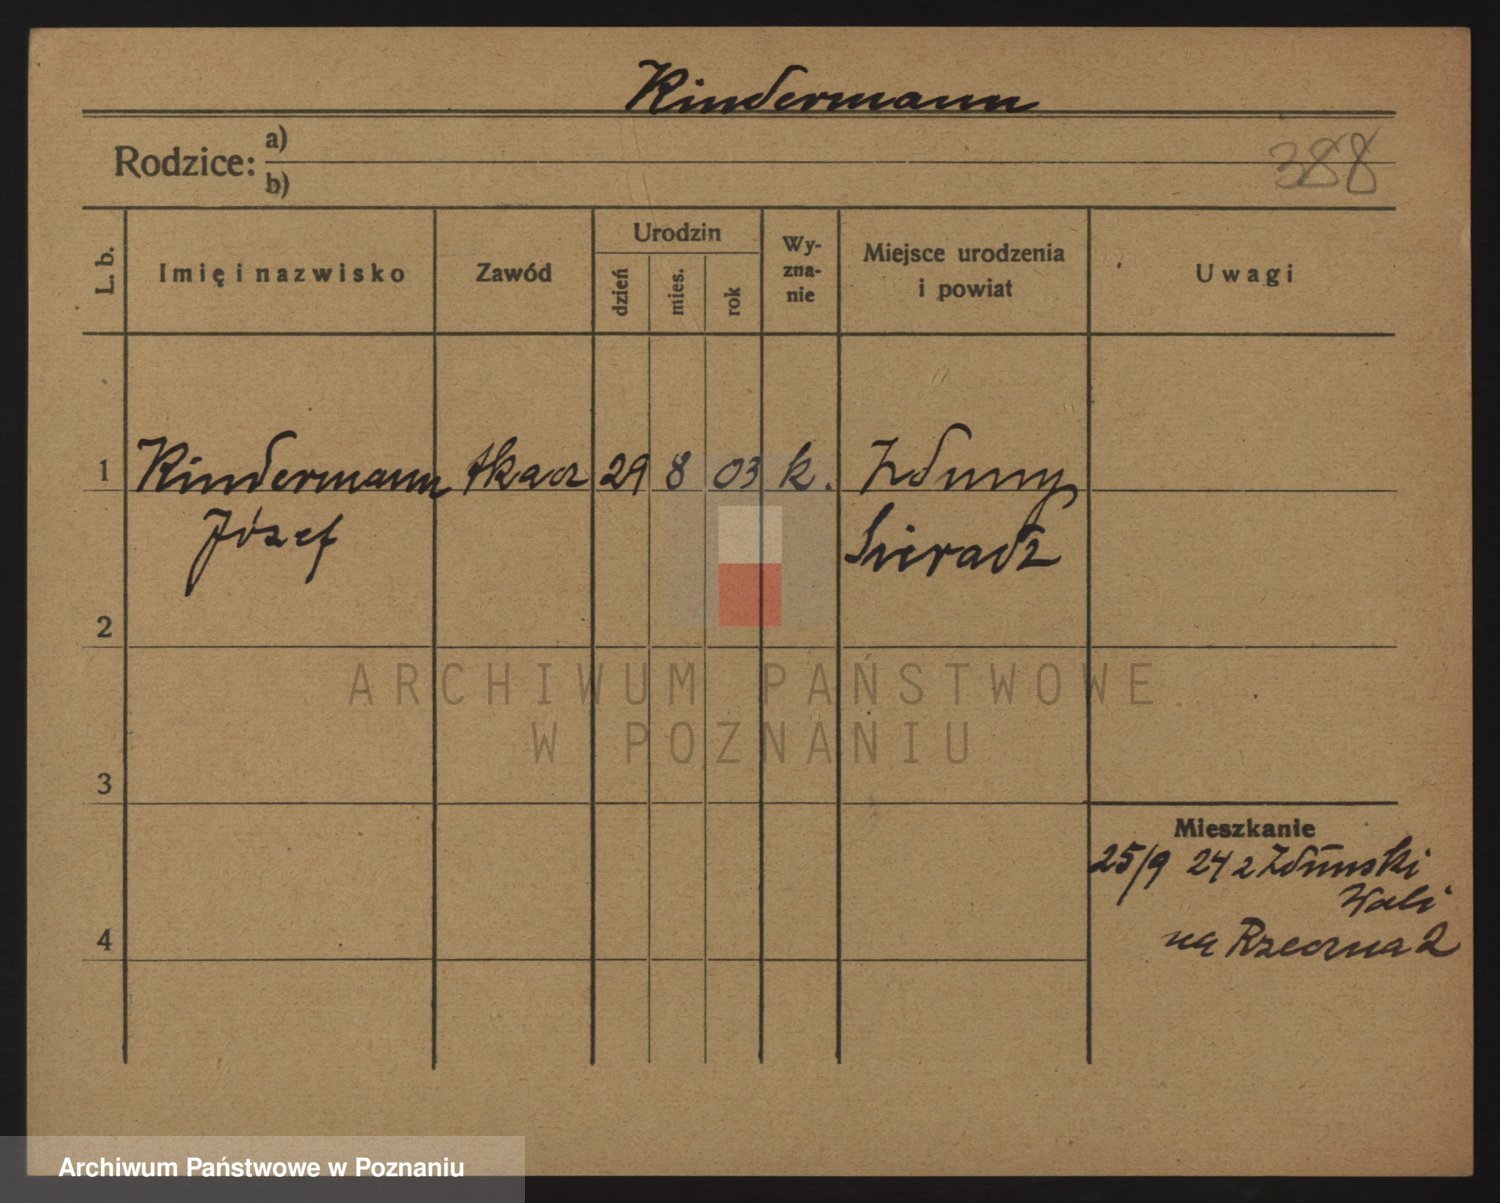 Kindermann
Rodzice: a)
b)
388
L. b.
Imię i nazwisko
Zawód
Urodzin
dzień
mies.
rok
Wy-
zna-
nie
Miejsce urodzenia
i powiat
Uwagi
1 Kindermann tkacz 29 8 03 k. Zduny
Józef Sieradz
2
ARCHIWUM PAŃSTWOWE
W POZNANIU
3
Mieszkanie
25/9 24 z Zduński
Woli
4 na Rzeczna 2
Archiwum Państwowe w Poznaniu